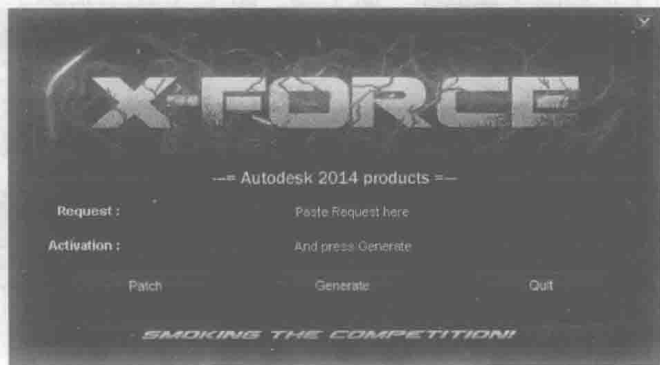 X-FORCE
---= Autodesk 2014 products =---
Request : Paste Request here
Activation : And press Generate
Patch Generate Quit
SMOKING THE COMPETITION!